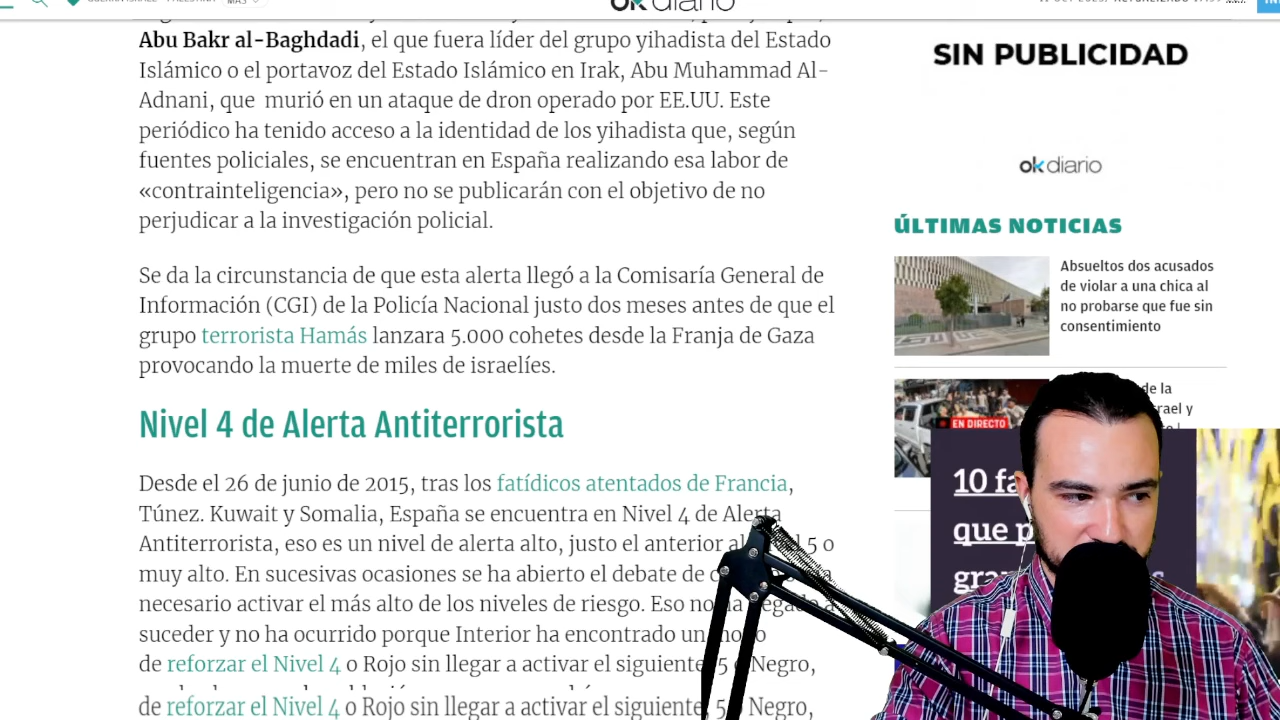 okdiario
Abu Bakr al-Baghdadi, el que fuera líder del grupo yihadista del Estado
Islámico o el portavoz del Estado Islámico en Irak, Abu Muhammad Al-
Adnani, que murió en un ataque de dron operado por EE.UU. Este
periódico ha tenido acceso a la identidad de los yihadista que, según
fuentes policiales, se encuentran en España realizando esa labor de
«contrainteligencia», pero no se publicarán con el objetivo de no
perjudicar a la investigación policial.
Se da la circunstancia de que esta alerta llegó a la Comisaría General de
Información (CGI) de la Policía Nacional justo dos meses antes de que el
grupo terrorista Hamás lanzara 5.000 cohetes desde la Franja de Gaza
provocando la muerte de miles de israelíes.
Nivel 4 de Alerta Antiterrorista
Desde el 26 de junio de 2015, tras los fatídicos atentados de Francia,
Túnez. Kuwait y Somalia, España se encuentra en Nivel 4 de Alerta
Antiterrorista, eso es un nivel de alerta alto, justo el anterior al 5 o
muy alto. En sucesivas ocasiones se ha abierto el debate de
necesario activar el más alto de los niveles de riesgo. Eso no ha llegado a
suceder y no ha ocurrido porque Interior ha encontrado un modo
de reforzar el Nivel 4 o Rojo sin llegar a activar el siguiente, 5 o Negro,
de reforzar el Nivel 4 o Rojo sin llegar a activar el siguiente, 5 o Negro,
SIN PUBLICIDAD
okdiario
ÚLTIMAS NOTICIAS
Absueltos dos acusados
de violar a una chica al
no probarse que fue sin
consentimiento
EN DIRECTO
de la
y
10
que